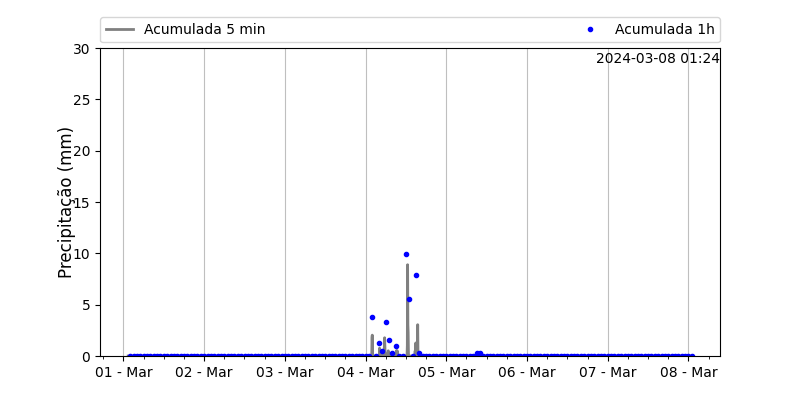 Acumulada 5 min
Acumulada 1h
2024-03-08 01:24
Precipitação (mm)
30
25
20
15
10
5
0
01 - Mar
02 - Mar
03 - Mar
04 - Mar
05 - Mar
06 - Mar
07 - Mar
08 - Mar